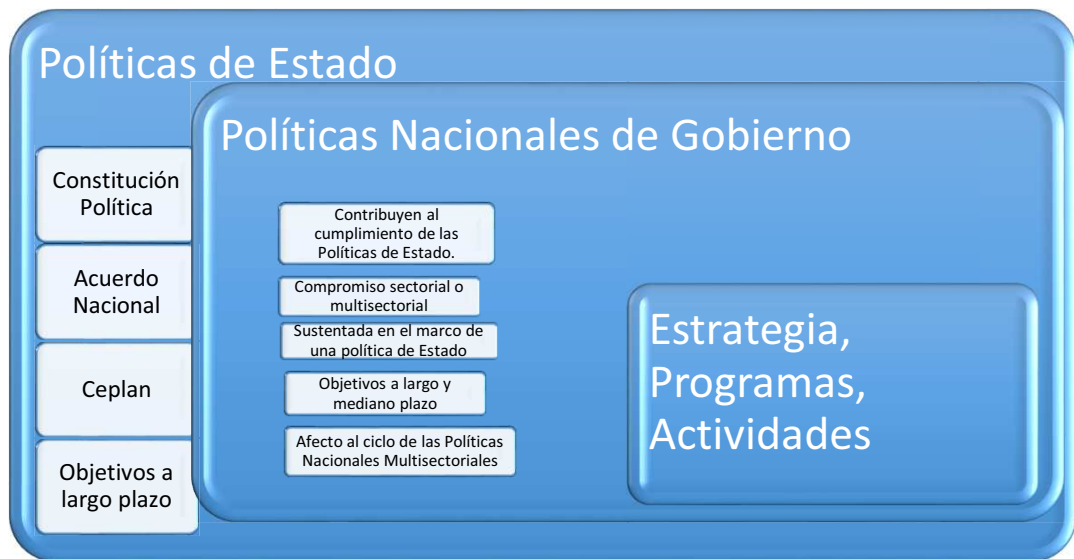 Políticas de Estado
Políticas Nacionales de Gobierno
Constitución
Política
Acuerdo
Nacional
Ceplan
Objetivos a
largo plazo
Contribuyen al
cumplimiento de las
Políticas de Estado.
Compromiso sectorial o
multisectorial
Sustentada en el marco de
una política de Estado
Objetivos a largo y
mediano plazo
Afecto al ciclo de las Políticas
Nacionales Multisectoriales
Estrategia,
Programas,
Actividades